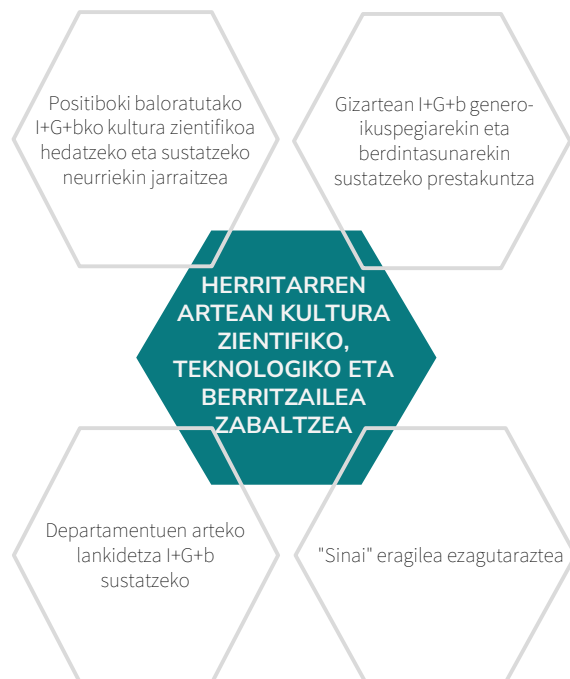 Positiboki baloratutako
I+G+bko kultura zientifikoa
hedatzeko eta sustatzeko
neurriekin jarraitzea
Gizartean I+G+b genero-
ikuspegiarekin eta
berdintasunarekin
sustatzeko prestakuntza
HERRITARREN
ARTEAN KULTURA
ZIENTIFIKO,
TEKNOLOGIKO ETA
BERRITZAILEA
ZABALTZEA
Departamentuen arteko
lankidetza I+G+b
sustatzeko
"Sinai" eragilea ezagutaraztea